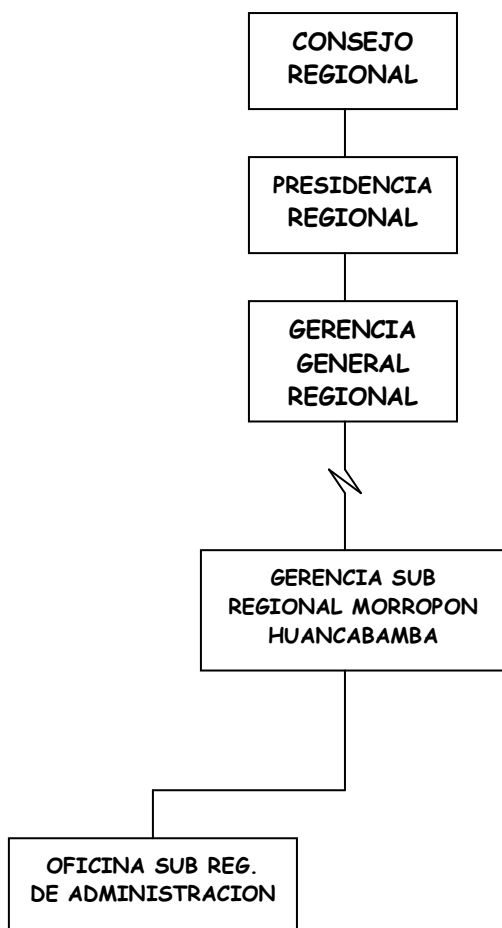 CONSEJO
REGIONAL
PRESIDENCIA
REGIONAL
GERENCIA
GENERAL
REGIONAL
GERENCIA SUB
REGIONAL MORROPON
HUANCABAMBA
OFICINA SUB REG.
DE ADMINISTRACION